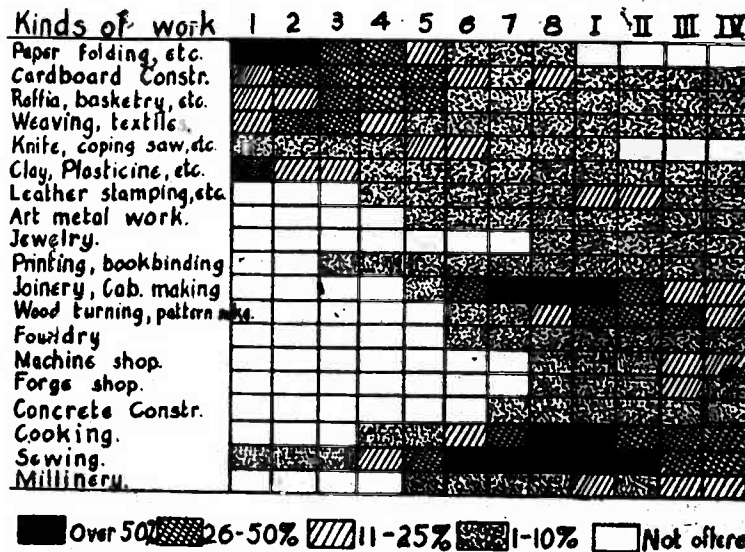 Kinds of work 1 2 3 4 5 6 7 8 I II III IV
Paper folding, etc.
Cardboard Constr.
Raffia, basketry, etc.
Weaving, textiles.
Knife, coping saw, etc.
Clay, Plasticine, etc.
Leather stamping, etc.
Art metal work.
Jewelry.
Printing, bookbinding
Joinery, Cab. making
Wood turning, pattern mkg.
Foundry
Machine shop.
Forge shop.
Concrete Constr.
Cooking.
Sewing.
Millinery.
Over 50% 26-50% 11-25% 1-10% Not offere